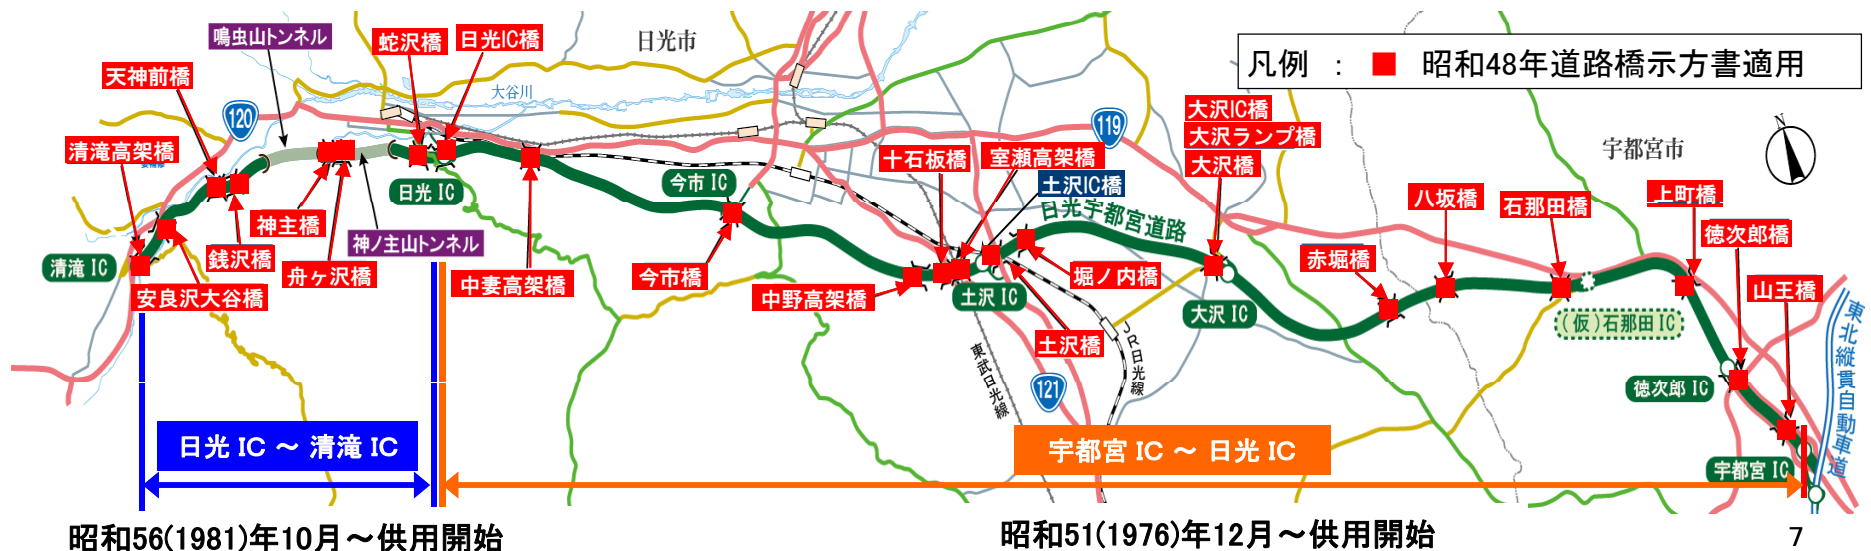 鳴虫山トンネル
蛇沢橋
日光IC橋
日光市
凡例 ： 昭和48年道路橋示方書適用
天神前橋
大谷川
120
119
大沢IC橋
大沢ランプ橋
大沢橋
宇都宮市
N
清滝高架橋
十石板橋
室瀬高架橋
土沢IC橋
今市 IC
日光 IC
八坂橋
石那田橋
上町橋
神主橋
神ノ主山トンネル
日光宇都宮道路
徳次郎橋
銭沢橋
舟ヶ沢橋
清滝 IC
安良沢大谷橋
中妻高架橋
今市橋
中野高架橋
土沢 IC
堀ノ内橋
赤堀橋
山王橋
大沢 IC
(仮)石那田 IC
土沢橋
JR日光線
東武日光線
121
徳次郎 IC
東北縦貫自動車道
宇都宮 IC
日光 IC ～ 清滝 IC
宇都宮 IC ～ 日光 IC
昭和56(1981)年10月～供用開始
昭和51(1976)年12月～供用開始
7